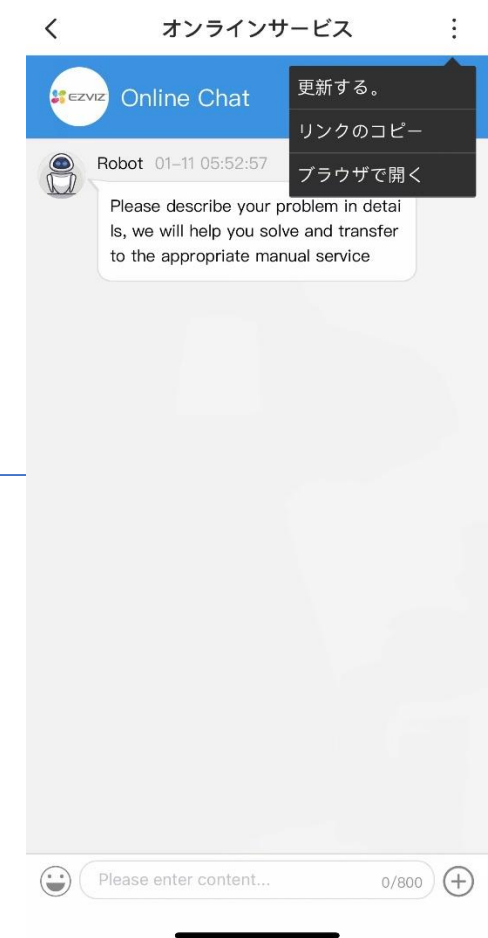 オンラインサービス
EZVIZ Online Chat
更新する。
リンクのコピー
ブラウザで開く
Robot 01-11 05:52:57
Please describe your problem in detai
ls, we will help you solve and transfer
to the appropriate manual service
Please enter content...
0/800